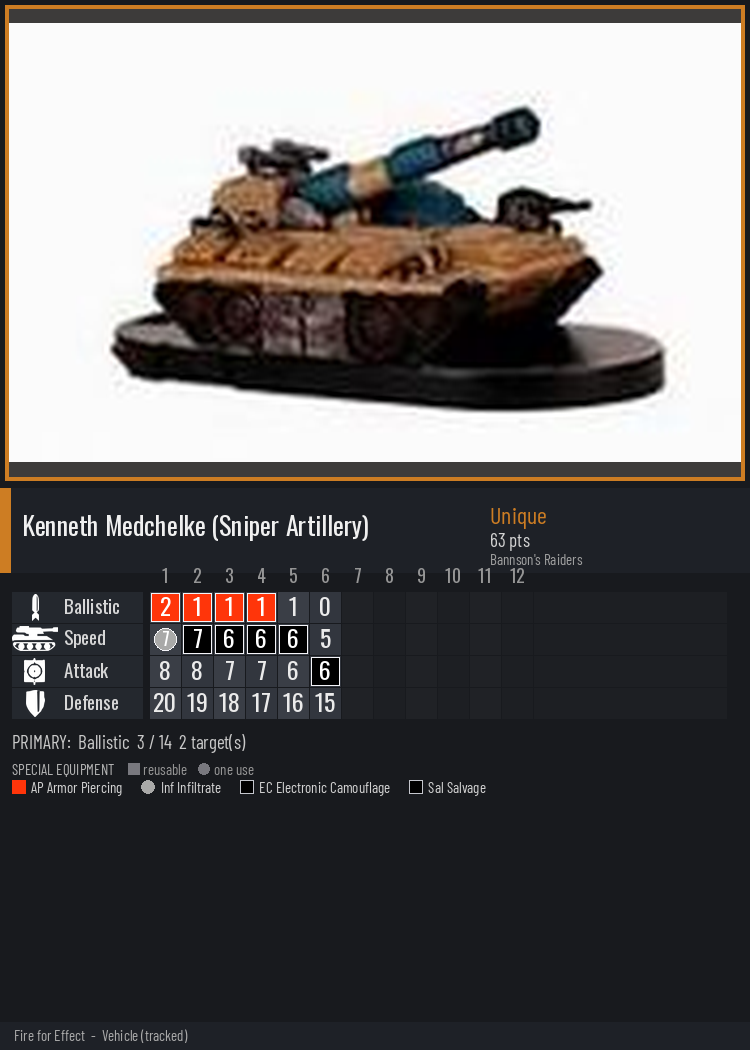 Kenneth Medchelke (Sniper Artillery)
Unique
63 pts
Bannson's Raiders
1 2 3 4 5 6 7 8 9 10 11 12
Ballistic 2 1 1 1 1 0
Speed 7 7 6 6 6 5
Attack 8 8 7 7 6 6
Defense 20 19 18 17 16 15
PRIMARY: Ballistic 3 / 14 2 target(s)
SPECIAL EQUIPMENT reusable one use
AP Armor Piercing Inf Infiltrate EC Electronic Camouflage Sal Salvage
Fire for Effect - Vehicle (tracked)